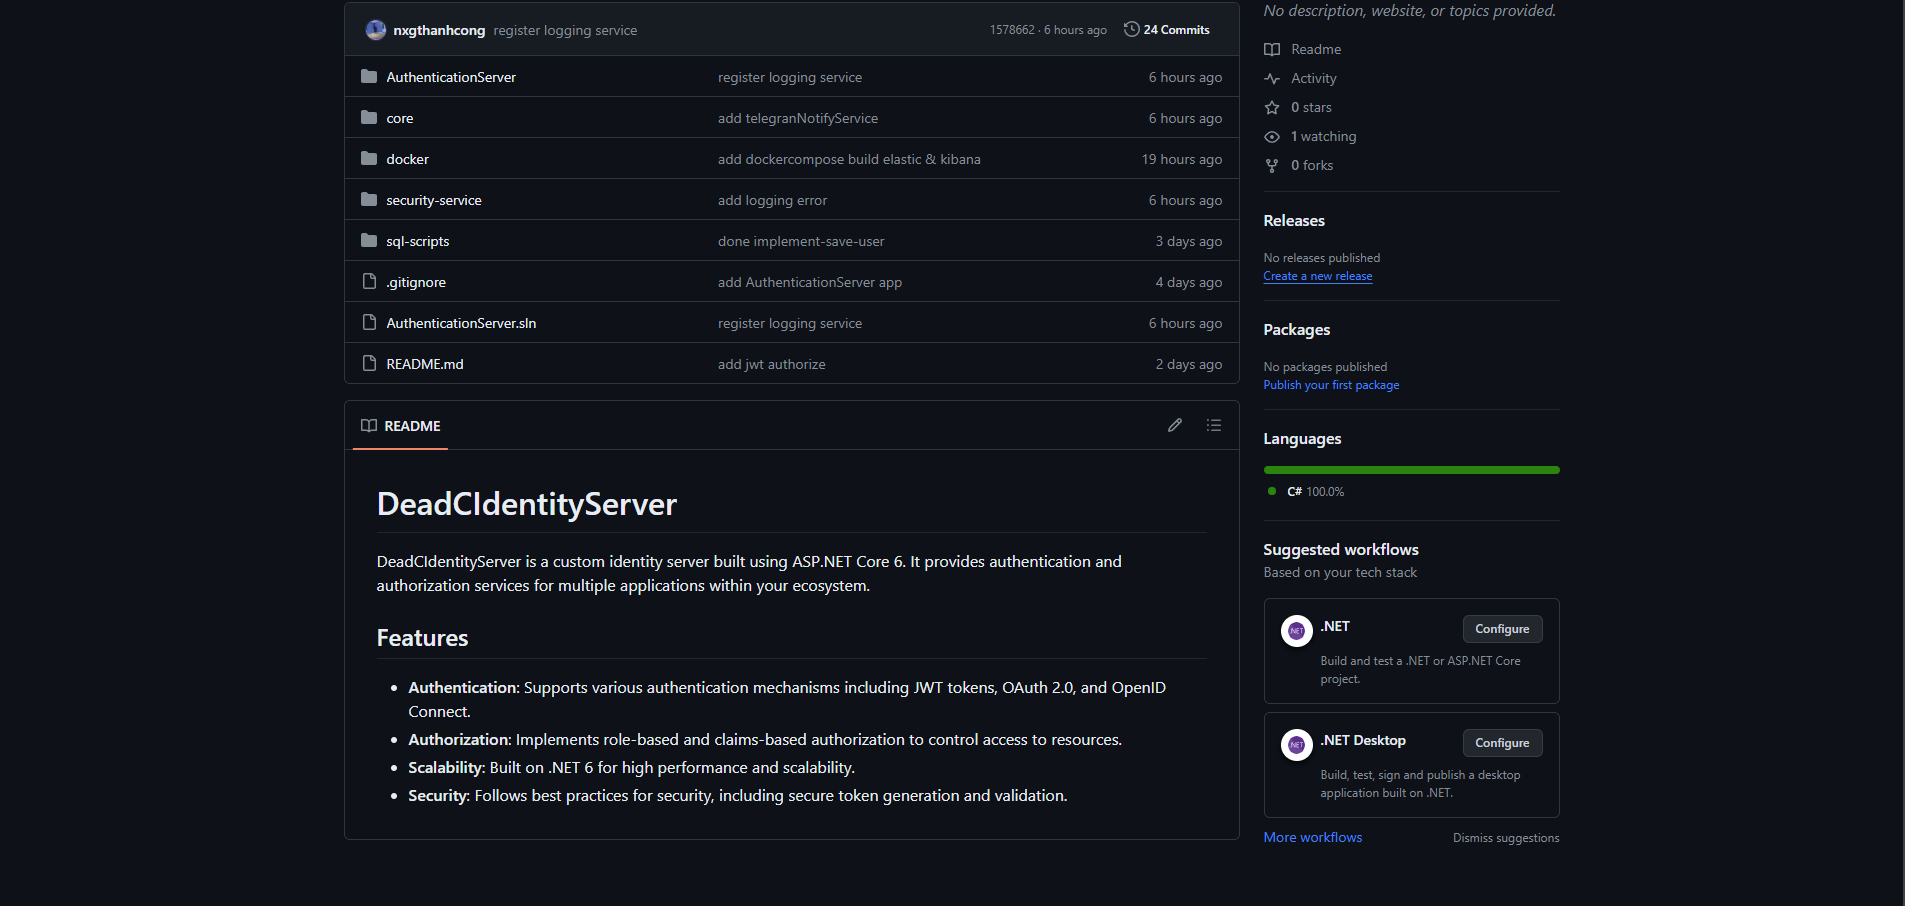 nxgthanhcong register logging service 1578662 · 6 hours ago 24 Commits
AuthenticationServer register logging service 6 hours ago
core add telegranNotifyService 6 hours ago
docker add dockercompose build elastic & kibana 19 hours ago
security-service add logging error 6 hours ago
sql-scripts done implement-save-user 3 days ago
.gitignore add AuthenticationServer app 4 days ago
AuthenticationServer.sln register logging service 6 hours ago
README.md add jwt authorize 2 days ago
README
DeadCIdentityServer
DeadCIdentityServer is a custom identity server built using ASP.NET Core 6. It provides authentication and
authorization services for multiple applications within your ecosystem.
Features
Authentication: Supports various authentication mechanisms including JWT tokens, OAuth 2.0, and OpenID
Connect.
Authorization: Implements role-based and claims-based authorization to control access to resources.
Scalability: Built on .NET 6 for high performance and scalability.
Security: Follows best practices for security, including secure token generation and validation.
No description, website, or topics provided.
Readme
Activity
0 stars
1 watching
0 forks
Releases
No releases published
Create a new release
Packages
No packages published
Publish your first package
Languages
C# 100.0%
Suggested workflows
Based on your tech stack
.NET
.NET Configure
Build and test a .NET or ASP.NET Core
project.
.NET
.NET Desktop Configure
Build, test, sign and publish a desktop
application built on .NET.
More workflows Dismiss suggestions